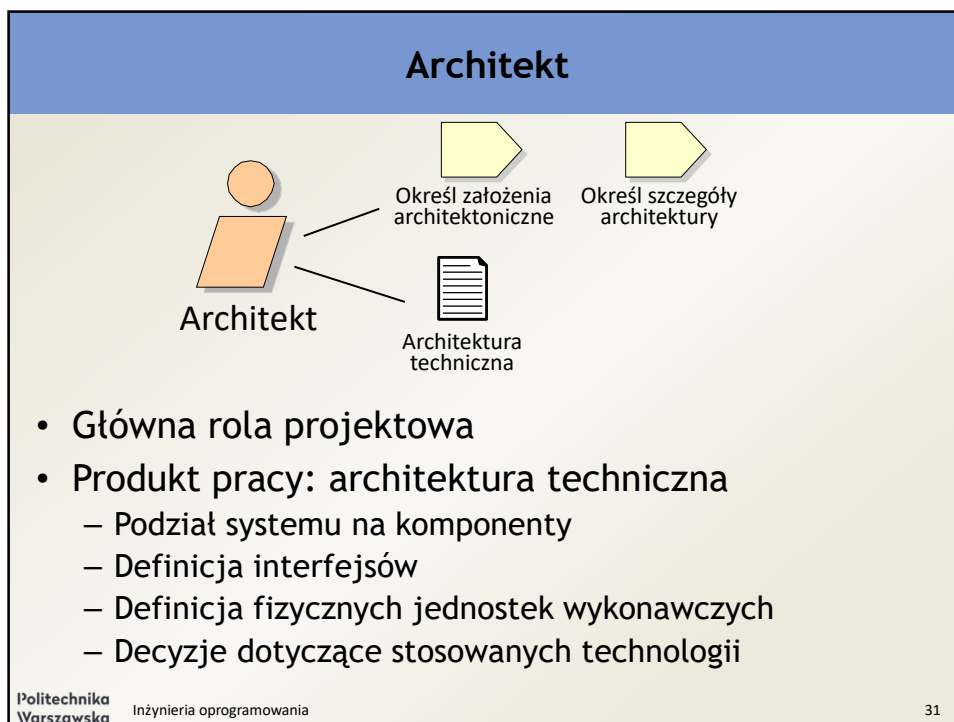 Architekt
Określ założenia
architektoniczne
Określ szczegóły
architektury
Architekt
Architektura
techniczna
• Główna rola projektowa
• Produkt pracy: architektura techniczna
– Podział systemu na komponenty
– Definicja interfejsów
– Definicja fizycznych jednostek wykonawczych
– Decyzje dotyczące stosowanych technologii
Politechnika
Warszawska
Inżynieria oprogramowania
31